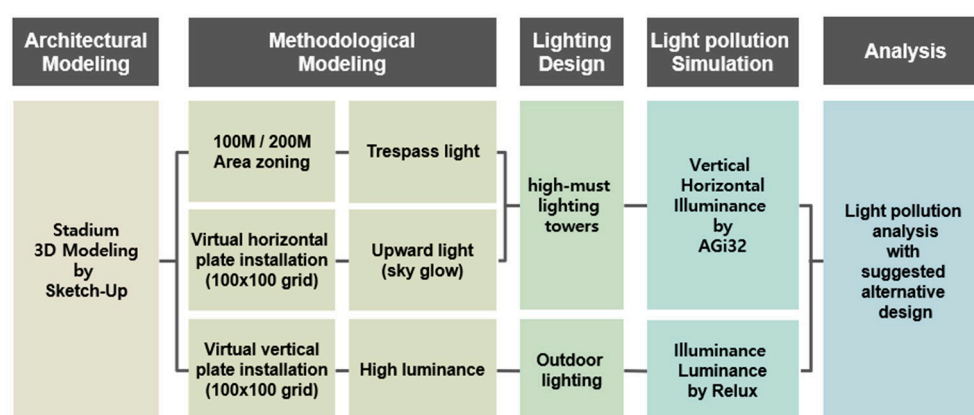 Architectural
Modeling
Methodological
Modeling
Lighting
Design
Light pollution
Simulation
Analysis
Stadium
3D Modeling
by
Sketch-Up
100M / 200M
Area zoning
Trespass light
Virtual horizontal
plate installation
(100x100 grid)
Upward light
(sky glow)
Virtual vertical
plate installation
(100x100 grid)
High luminance
high-must
lighting
towers
Outdoor
lighting
Vertical
Horizontal
Illuminance
by
AGi32
Illuminance
Luminance
by Relux
Light pollution
analysis
with
suggested
alternative
design